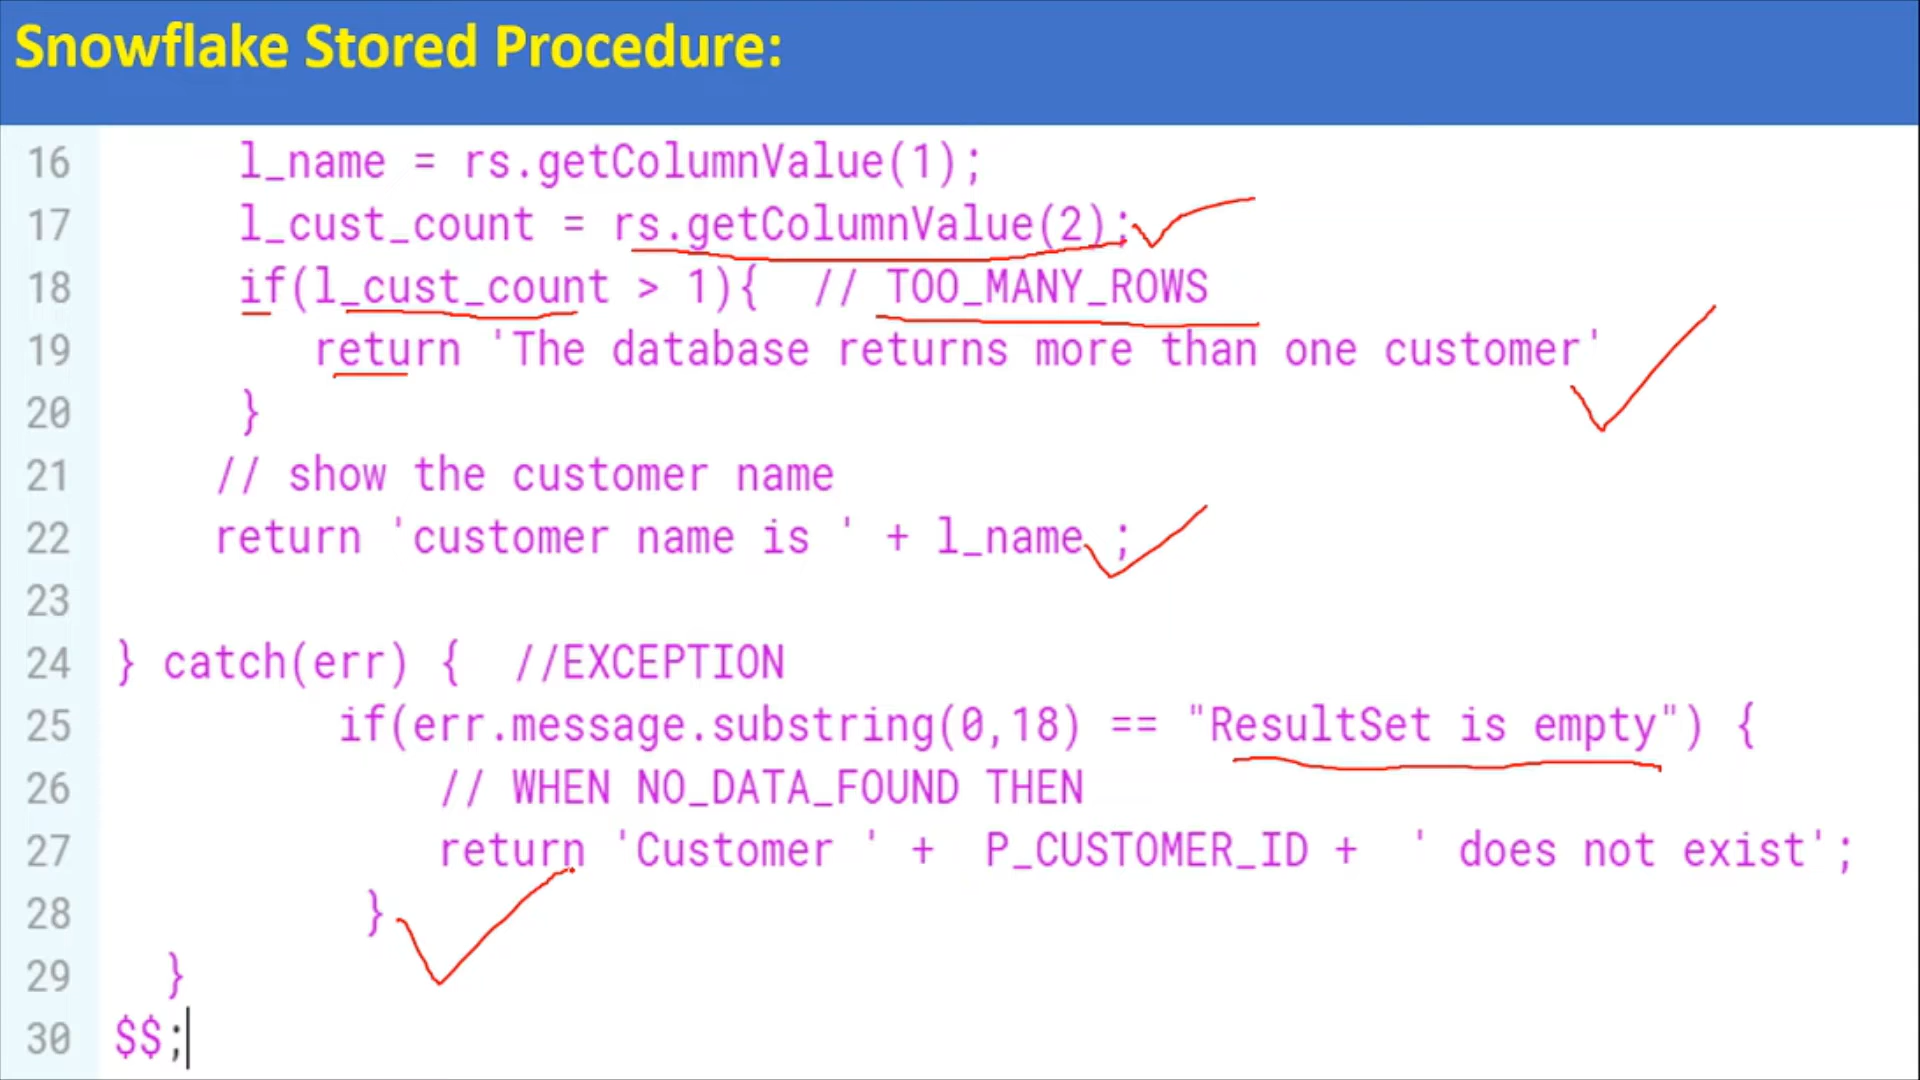 Snowflake Stored Procedure:
16 l_name = rs.getColumnValue(1);
17 l_cust_count = rs.getColumnValue(2);
18 if(l_cust_count > 1){ // TOO_MANY_ROWS
19 return 'The database returns more than one customer'
20 }
21 // show the customer name
22 return 'customer name is ' + l_name ;
23
24 } catch(err) { //EXCEPTION
25 if(err.message.substring(0,18) == "ResultSet is empty") {
26 // WHEN NO_DATA_FOUND THEN
27 return 'Customer ' + P_CUSTOMER_ID + ' does not exist';
28 }
29 }
30 $$;